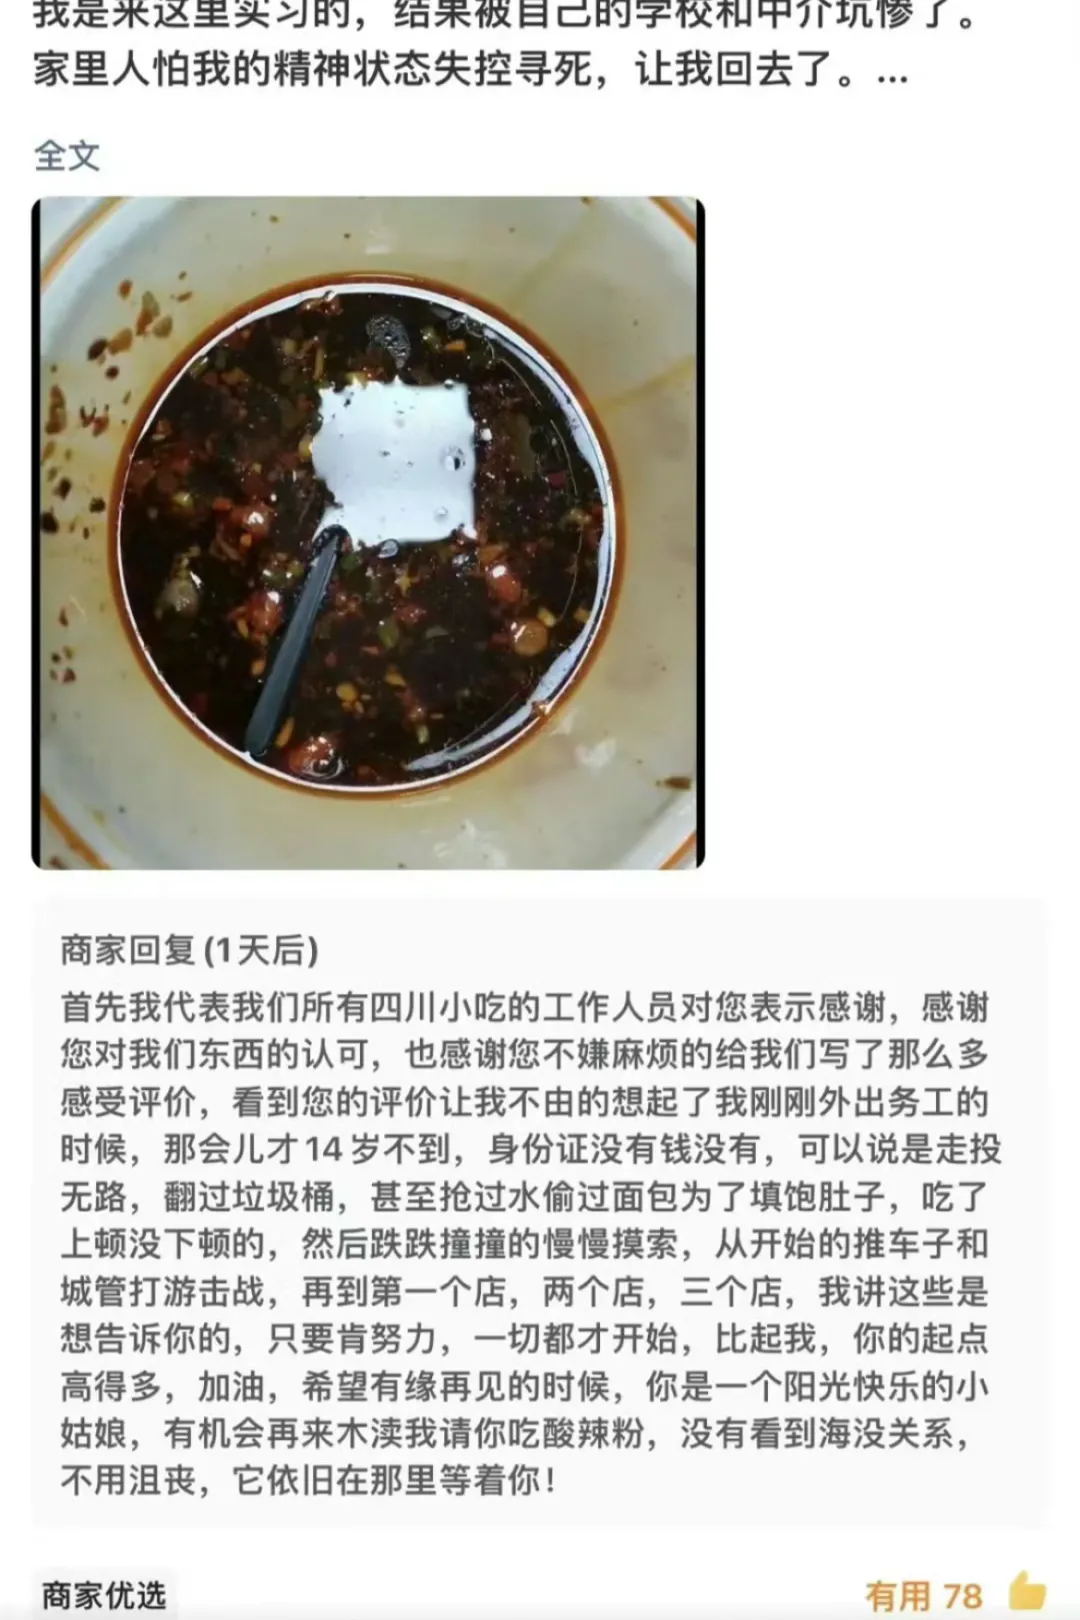 我是来这里实习的，结果被自己的学校和中介坑惨了。
家里人怕我的精神状态失控寻死，让我回去了。...
全文
商家回复 (1天后)
首先我代表我们所有四川小吃的工作人员对您表示感谢，感谢
您对我们东西的认可，也感谢您不嫌麻烦的给我们写了那么多
感受评价，看到您的评价让我不由的想起了我刚刚外出务工的
时候，那会儿才14岁不到，身份证没有钱没有，可以说是走投
无路，翻过垃圾桶，甚至抢过水偷过面包为了填饱肚子，吃了
上顿没下顿的，然后跌跌撞撞的慢慢摸索，从开始的推车子和
城管打游击战，再到第一个店，两个店，三个店，我讲这些是
想告诉你的，只要肯努力，一切都才开始，比起我，你的起点
高得多，加油，希望有缘再见的时候，你是一个阳光快乐的小
姑娘，有机会再来木渎我请你吃酸辣粉，没有看到海没关系，
不用沮丧，它依旧在那里等着你！
商家优选
有用 78